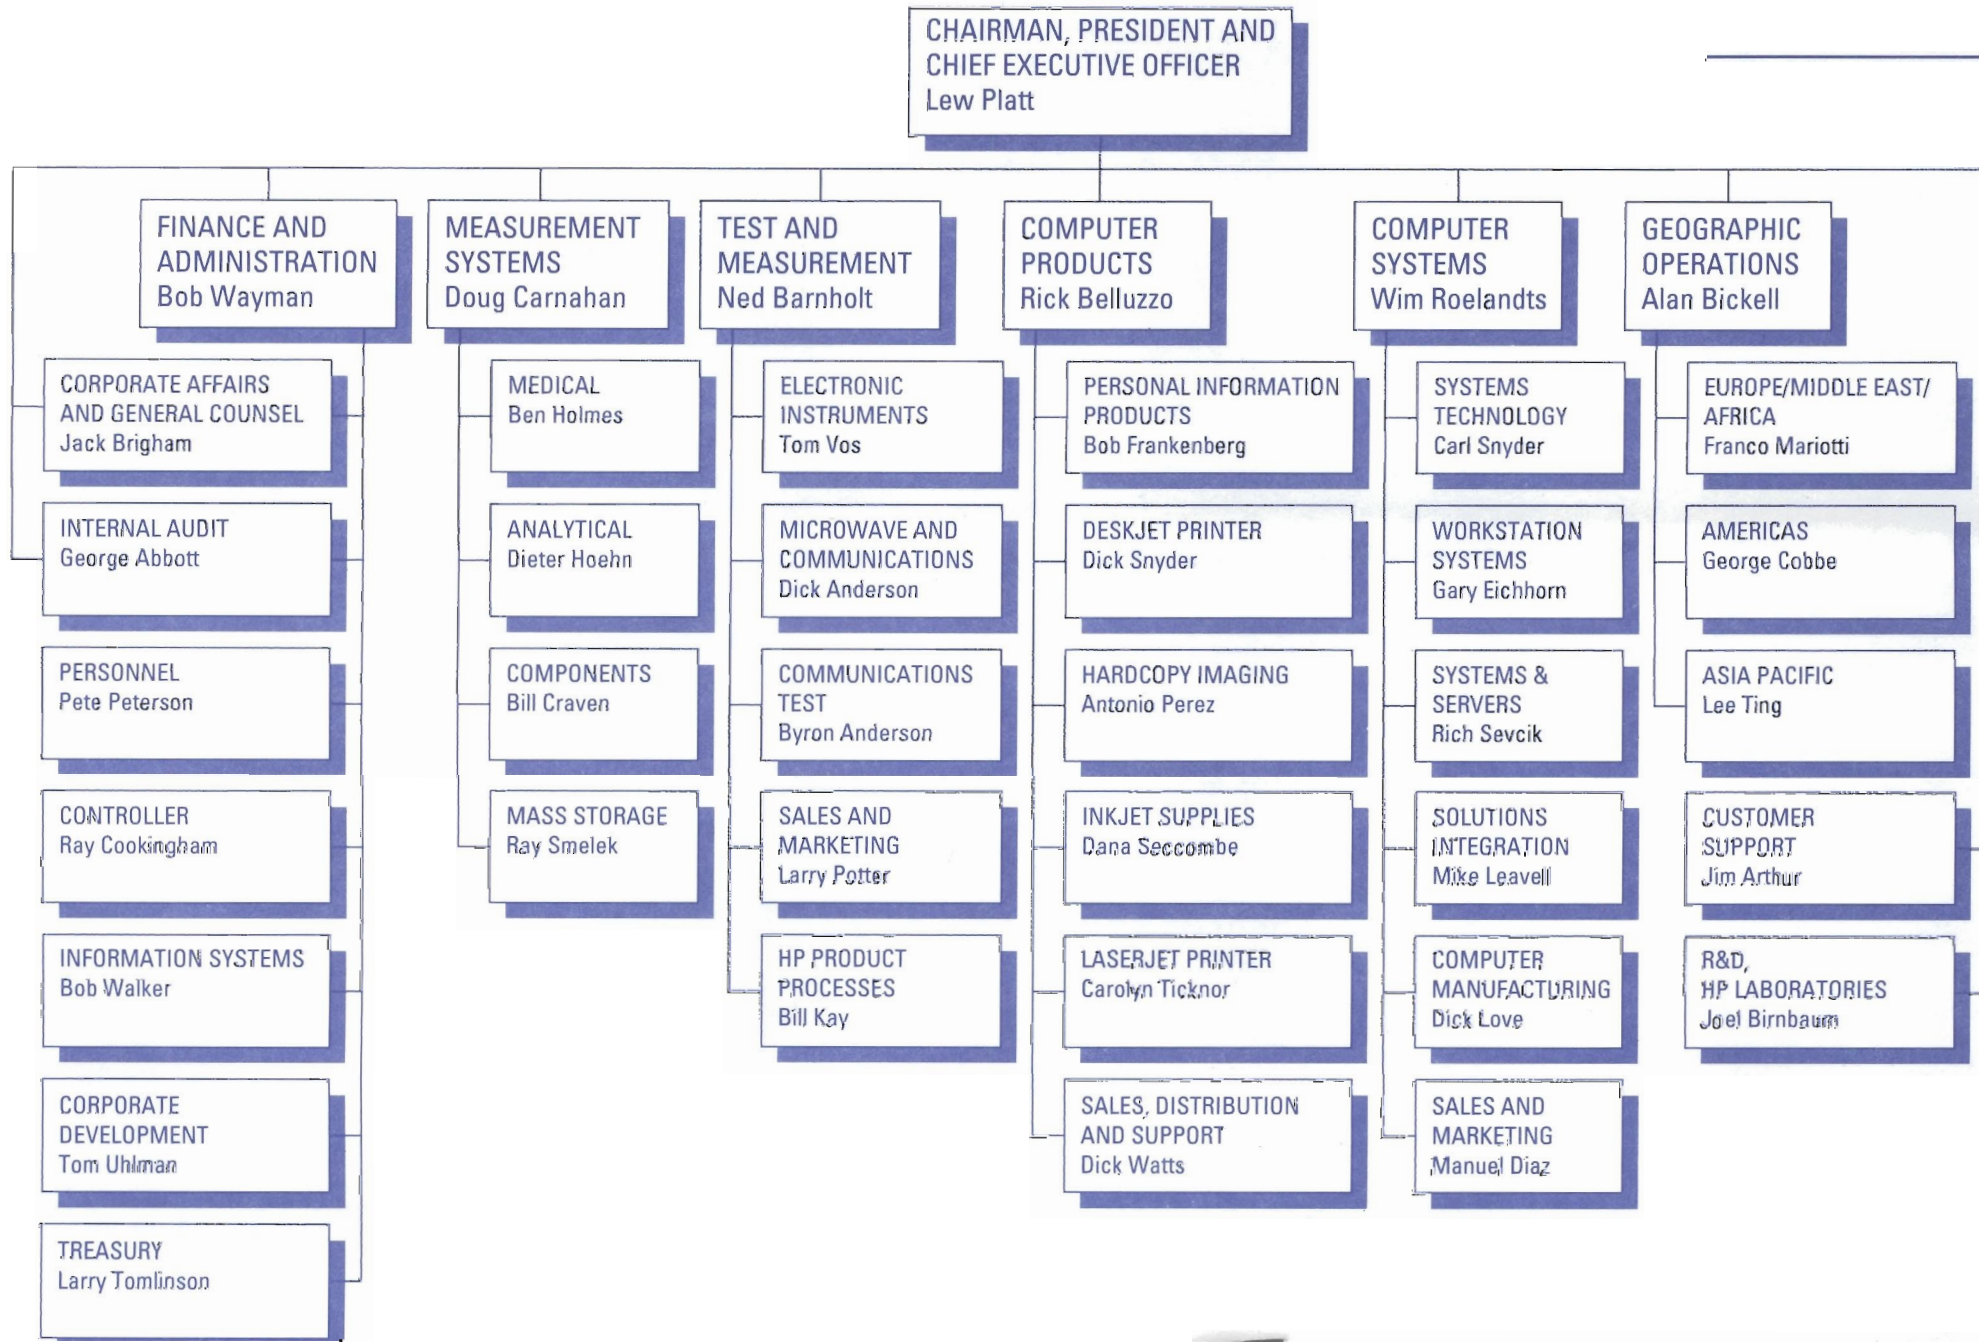 CHAIRMAN, PRESIDENT AND
CHIEF EXECUTIVE OFFICER
Lew Platt
FINANCE AND
ADMINISTRATION
Bob Wayman
CORPORATE AFFAIRS
AND GENERAL COUNSEL
Jack Brigham
INTERNAL AUDIT
George Abbott
PERSONNEL
Pete Peterson
CONTROLLER
Ray Cookingham
INFORMATION SYSTEMS
Bob Walker
CORPORATE
DEVELOPMENT
Tom Uhlman
TREASURY
Larry Tomlinson
MEASUREMENT
SYSTEMS
Doug Carnahan
MEDICAL
Ben Holmes
ANALYTICAL
Dieter Hoehn
COMPONENTS
Bill Craven
MASS STORAGE
Ray Smelek
TEST AND
MEASUREMENT
Ned Barnholt
ELECTRONIC
INSTRUMENTS
Tom Vos
MICROWAVE AND
COMMUNICATIONS
Dick Anderson
COMMUNICATIONS
TEST
Byron Anderson
SALES AND
MARKETING
Larry Potter
HP PRODUCT
PROCESSES
Bill Kay
COMPUTER
PRODUCTS
Rick Belluzzo
PERSONAL INFORMATION
PRODUCTS
Bob Frankenberg
DESKJET PRINTER
Dick Snyder
HARDCOPY IMAGING
Antonio Perez
INKJET SUPPLIES
Dana Seccombe
LASERJET PRINTER
Carolyn Ticknor
SALES, DISTRIBUTION
AND SUPPORT
Dick Watts
COMPUTER
SYSTEMS
Wim Roelandts
SYSTEMS
TECHNOLOGY
Carl Snyder
WORKSTATION
SYSTEMS
Gary Eichhorn
SYSTEMS &
SERVERS
Rich Sevcik
SOLUTIONS
INTEGRATION
Mike Leavell
COMPUTER
MANUFACTURING
Dick Love
SALES AND
MARKETING
Manuel Diaz
GEOGRAPHIC
OPERATIONS
Alan Bickell
EUROPE/MIDDLE EAST/
AFRICA
Franco Mariotti
AMERICAS
George Cobbe
ASIA PACIFIC
Lee Ting
CUSTOMER
SUPPORT
Jim Arthur
R&D,
HP LABORATORIES
Joel Birnbaum